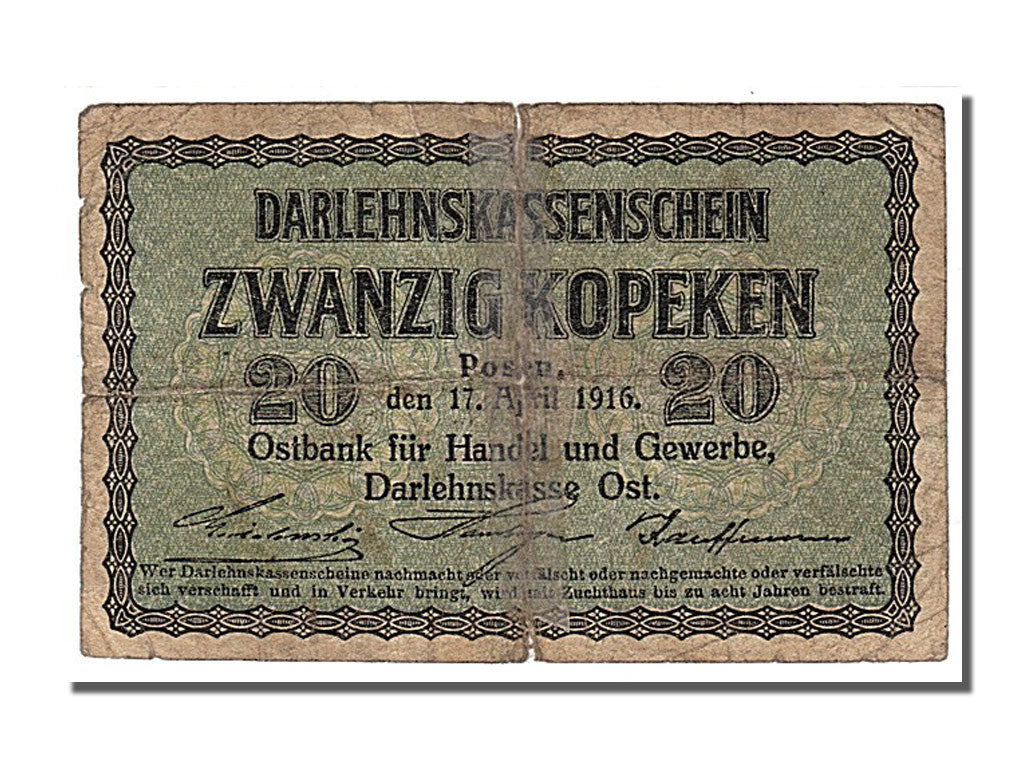 DARLEHNSKASSENSCHEIN
ZWANZIG KOPEKEN
20 Posen, 20
den 17. April 1916.
Ostbank für Handel und Gewerbe,
Darlehnskasse Ost.
Kauffmann
Wer Darlehnskassenscheine nachmacht oder verfälscht oder nachgemachte oder verfälschte
sich verschafft und in Verkehr bringt, wird mit Zuchthaus bis zu acht Jahren bestraft.